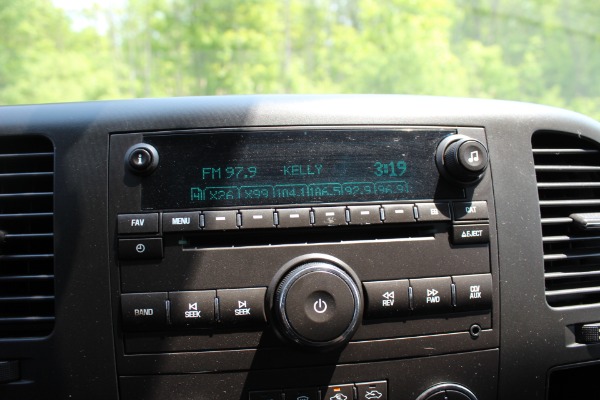 FM 97.9 -KELLY 3:19
X26 X99 104.1 106.5 92.9 96.9
FAV MENU CAT
EJECT
BAND SEEK SEEK REV FWD CD/AUX